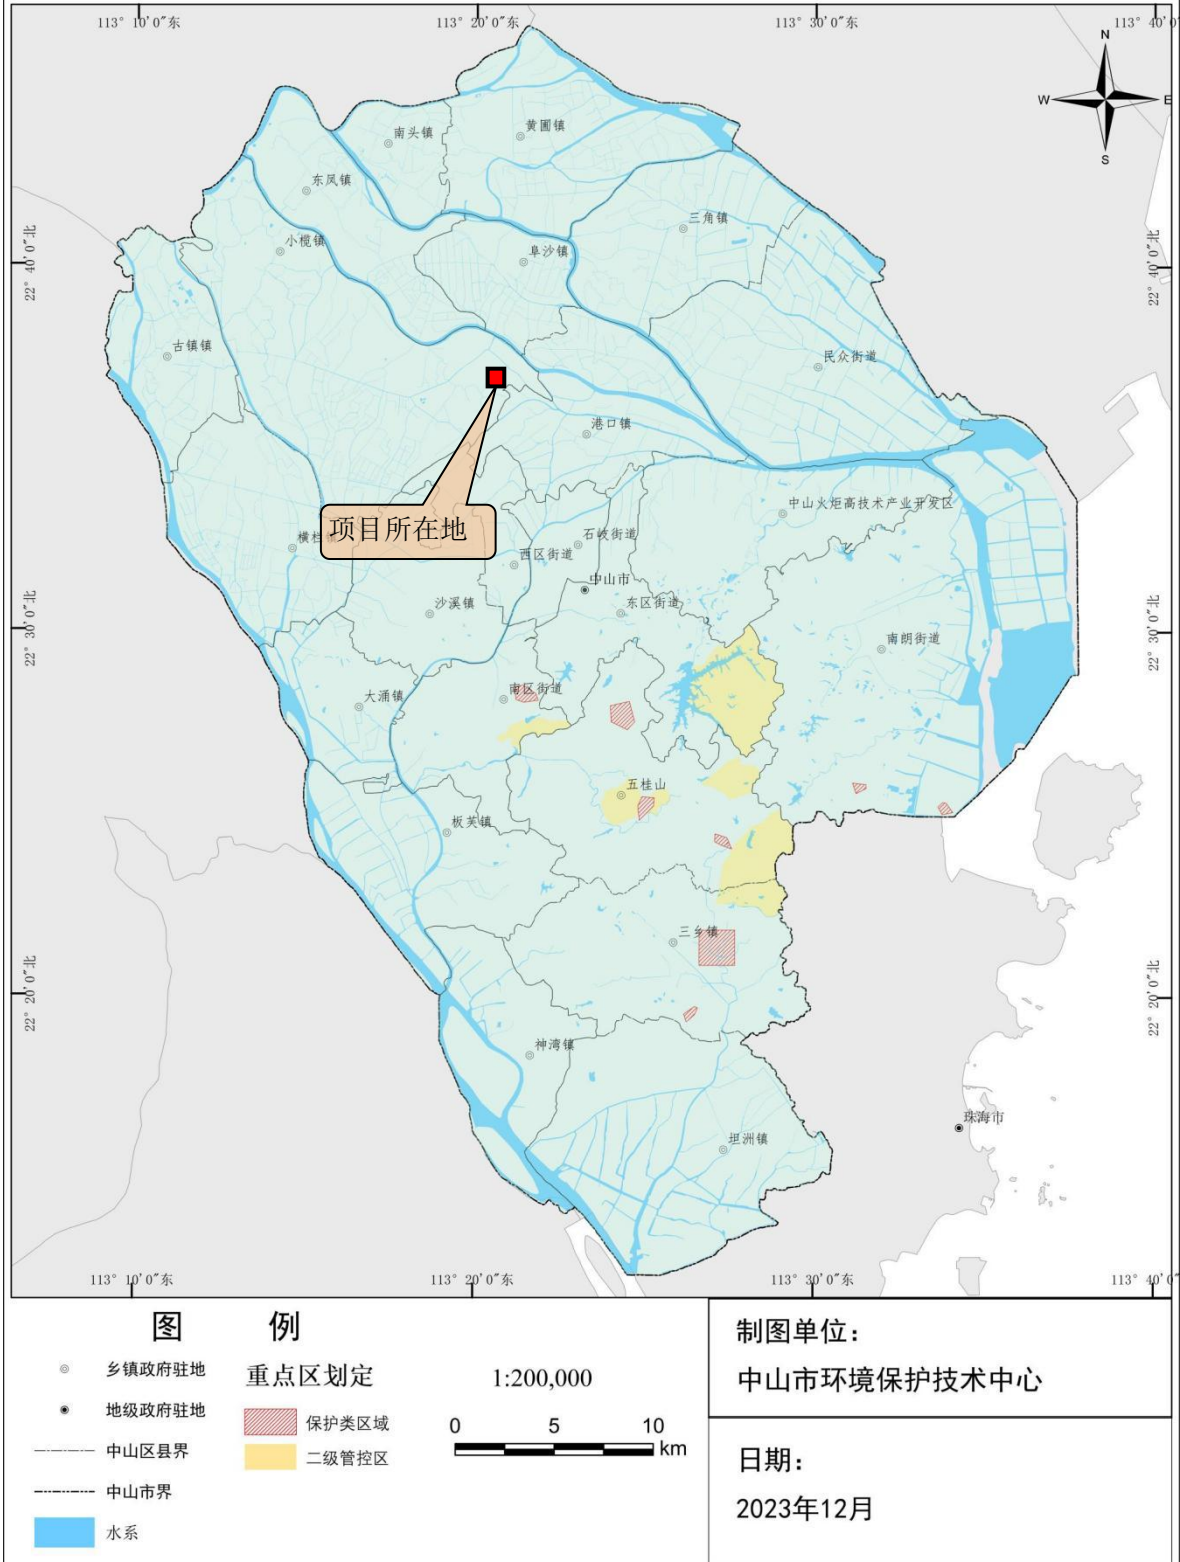 113° 10′0″东
113° 20′0″东
113° 30′0″东
113° 40′0″
N
W
E
S
南头镇
黄圃镇
东凤镇
三角镇
小榄镇
阜沙镇
22° 40′0″北
22° 40′0″北
古镇镇
民众街道
港口镇
中山火炬高技术产业开发区
项目所在地
石岐街道
西区街道
中山市
沙溪镇
东区街道
22° 30′0″北
22° 30′0″北
南朗街道
大涌镇
南区街道
五桂山
板芙镇
三乡镇
22° 20′0″北
22° 20′0″北
神湾镇
坦洲镇
珠海市
113° 10′0″东
113° 20′0″东
113° 30′0″东
113° 40′0″
图 例
乡镇政府驻地
地级政府驻地
中山区县界
中山市界
水系
重点区划定
保护类区域
二级管控区
1:200,000
0 5 10
km
制图单位:
中山市环境保护技术中心
日期:
2023年12月